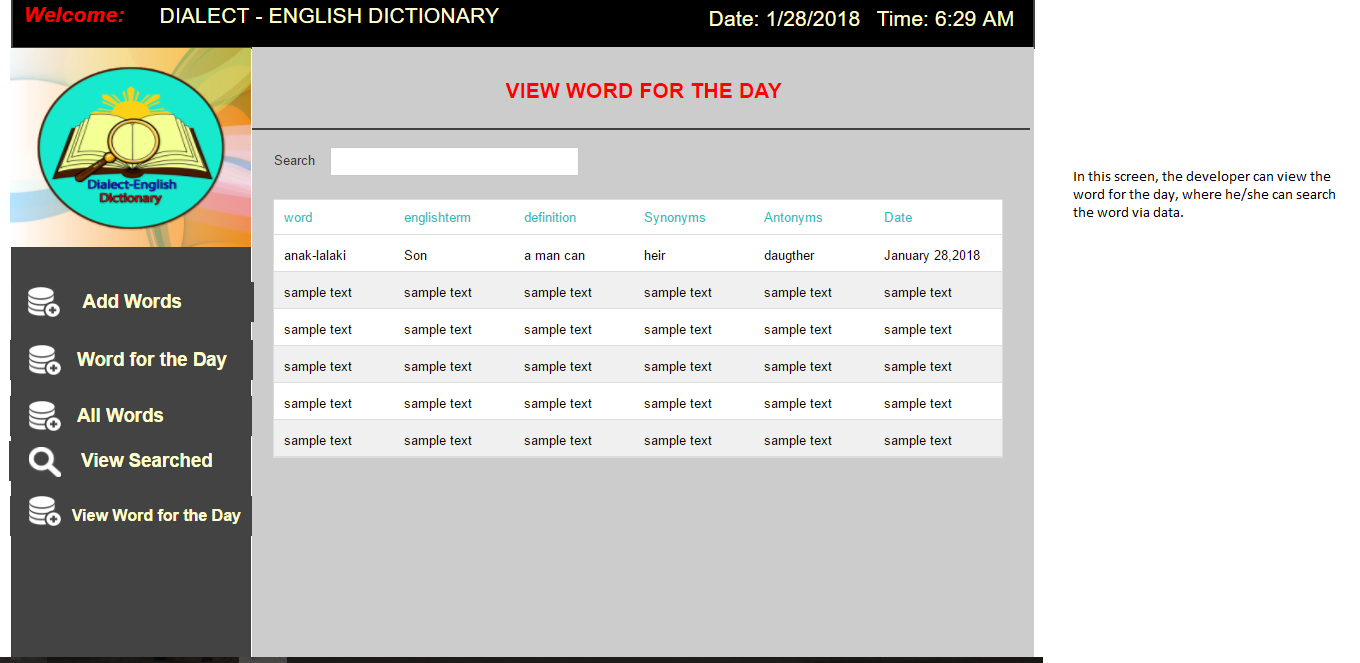 Welcome: DIALECT - ENGLISH DICTIONARY Date: 1/28/2018 Time: 6:29 AM
Dialect-English
Dictionary
Add Words
Word for the Day
All Words
View Searched
View Word for the Day
VIEW WORD FOR THE DAY
Search
word englishterm definition Synonyms Antonyms Date
anak-lalaki Son a man can heir daugther January 28,2018
sample text sample text sample text sample text sample text sample text
sample text sample text sample text sample text sample text sample text
sample text sample text sample text sample text sample text sample text
sample text sample text sample text sample text sample text sample text
sample text sample text sample text sample text sample text sample text
In this screen, the developer can view the
word for the day, where he/she can search
the word via data.